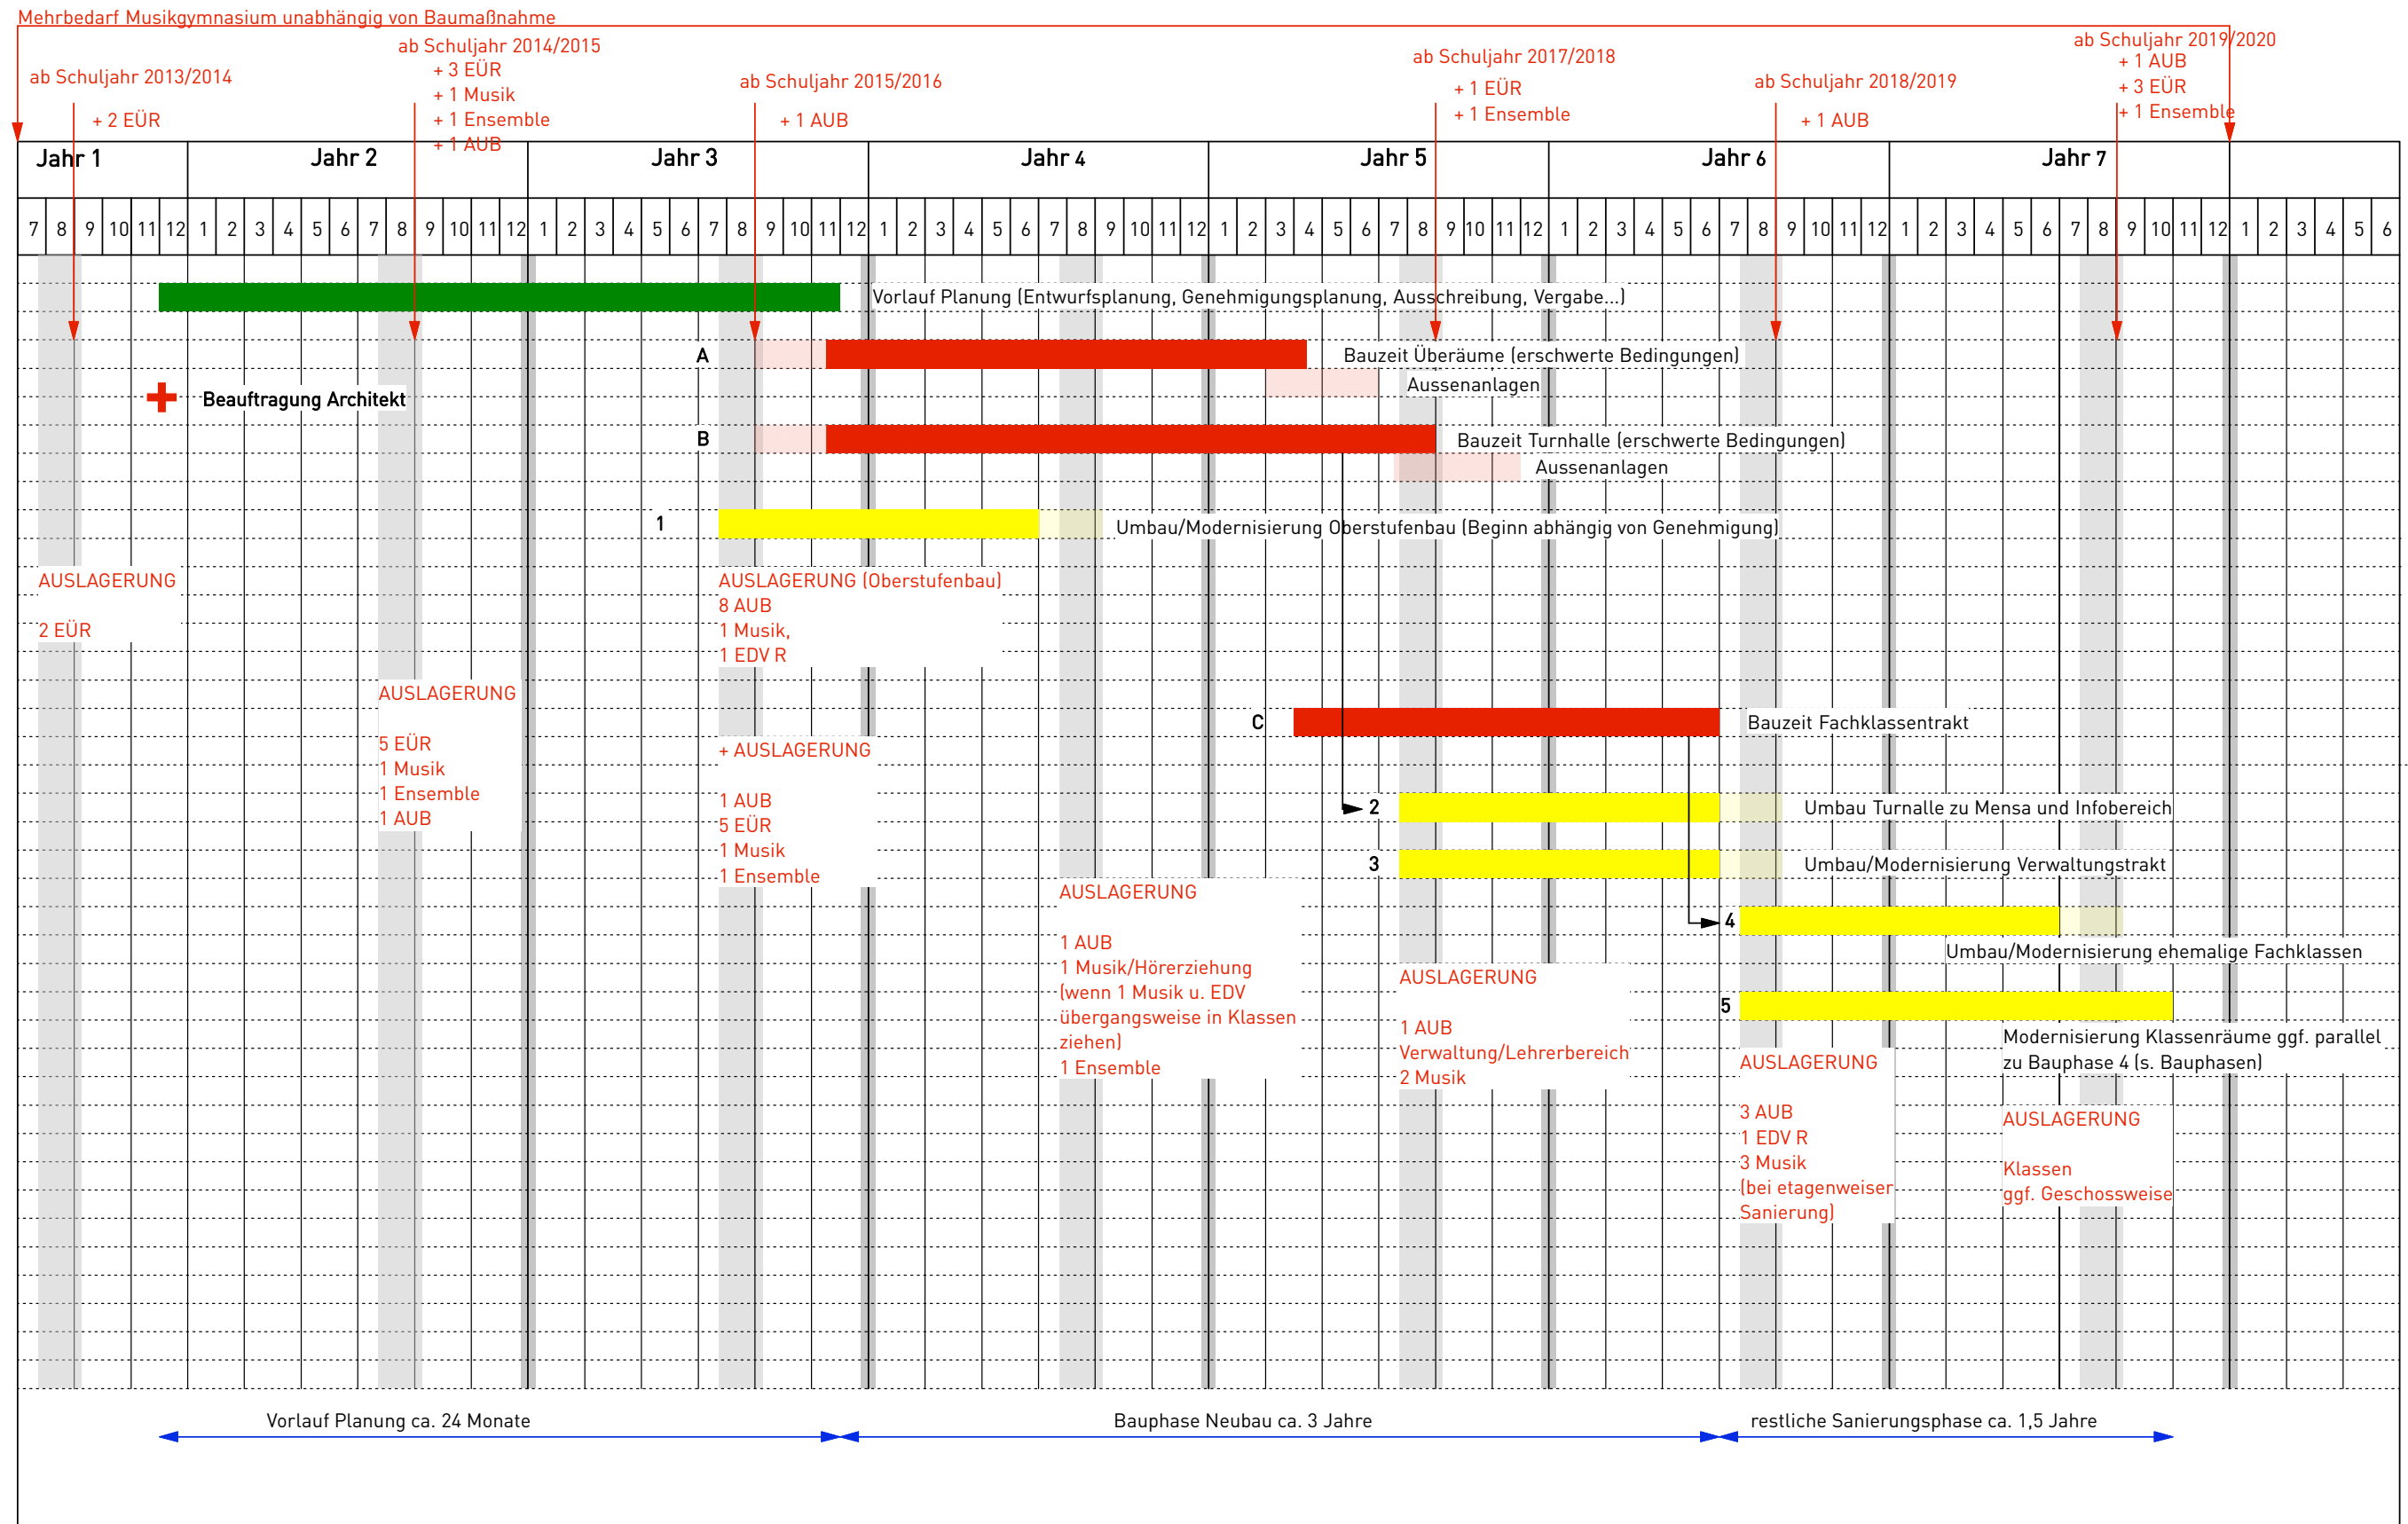 Mehrbedarf Musikgymnasium unabhängig von Baumaßnahme
ab Schuljahr 2013/2014
+ 2 EÜR
ab Schuljahr 2014/2015
+ 3 EÜR
+ 1 Musik
+ 1 Ensemble
+ 1 AUB
ab Schuljahr 2015/2016
+ 1 AUB
ab Schuljahr 2017/2018
+ 1 EÜR
+ 1 Ensemble
ab Schuljahr 2018/2019
+ 1 AUB
ab Schuljahr 2019/2020
+ 1 AUB
+ 3 EÜR
+ 1 Ensemble
Jahr 1 Jahr 2 Jahr 3 Jahr 4 Jahr 5 Jahr 6 Jahr 7
7 8 9 10 11 12 1 2 3 4 5 6 7 8 9 10 11 12 1 2 3 4 5 6 7 8 9 10 11 12 1 2 3 4 5 6 7 8 9 10 11 12 1 2 3 4 5 6 7 8 9 10 11 12 1 2 3 4 5 6 7 8 9 10 11 12 1 2 3 4 5 6 7 8 9 10 11 12 1 2 3 4 5 6
Vorlauf Planung (Entwurfsplanung, Genehmigungsplanung, Ausschreibung, Vergabe...)
A Bauzeit Überäume (erschwerte Bedingungen)
Aussenanlagen
Beauftragung Architekt
B Bauzeit Turnhalle (erschwerte Bedingungen)
Aussenanlagen
1 Umbau/Modernisierung Oberstufenbau (Beginn abhängig von Genehmigung)
AUSLAGERUNG
2 EÜR
AUSLAGERUNG (Oberstufenbau)
8 AUB
1 Musik,
1 EDV R
AUSLAGERUNG
5 EÜR
1 Musik
1 Ensemble
1 AUB
+ AUSLAGERUNG
1 AUB
5 EÜR
1 Musik
1 Ensemble
C Bauzeit Fachklassentrakt
2 Umbau Turnalle zu Mensa und Infobereich
3 Umbau/Modernisierung Verwaltungstrakt
AUSLAGERUNG
1 AUB
1 Musik/Hörerziehung
(wenn 1 Musik u. EDV
übergangsweise in Klassen
ziehen)
1 Ensemble
4
Umbau/Modernisierung ehemalige Fachklassen
AUSLAGERUNG
1 AUB
Verwaltung/Lehrerbereich
2 Musik
5
Modernisierung Klassenräume ggf. parallel
zu Bauphase 4 (s. Bauphasen)
AUSLAGERUNG
3 AUB
1 EDV R
3 Musik
(bei etagenweiser
Sanierung)
AUSLAGERUNG
Klassen
ggf. Geschossweise
Vorlauf Planung ca. 24 Monate
Bauphase Neubau ca. 3 Jahre
restliche Sanierungsphase ca. 1,5 Jahre